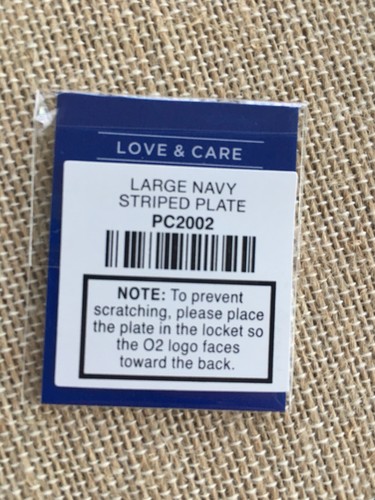 LOVE & CARE
LARGE NAVY
STRIPED PLATE
PC2002
NOTE: To prevent
scratching, please place
the plate in the locket so
the O2 logo faces
toward the back.